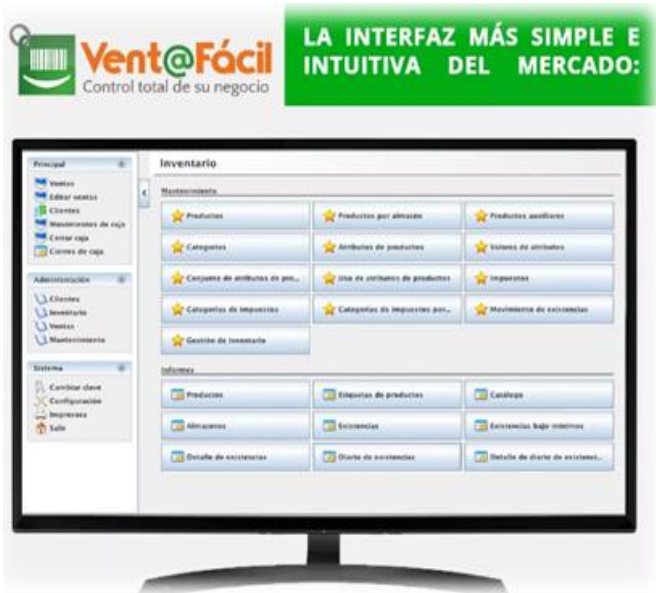 Vent@Fácil
Control total de su negocio
LA INTERFAZ MÁS SIMPLE E
INTUITIVA DEL MERCADO:
Principal
Ventas
Editar ventas
Clientes
Movimientos de caja
Cerrar caja
Cierres de caja
Administración
Clientes
Inventario
Ventas
Mantenimiento
Sistema
Cambiar clave
Configuración
Impresora
Salir
Inventario
Mantenimiento
Productos
Productos por almacén
Productos auxiliares
Categorías
Atributos de productos
Valores de atributos
Conjunto de atributos de pro...
Uso de atributos de productos
Impuestos
Categorías de impuestos
Categorías de impuestos por...
Movimiento de existencias
Gestión de inventario
Informes
Productos
Etiquetas de productos
Catálogo
Almacenes
Existencias
Existencias bajo mínimos
Detalle de existencias
Diario de existencias
Detalle de diario de existenci...